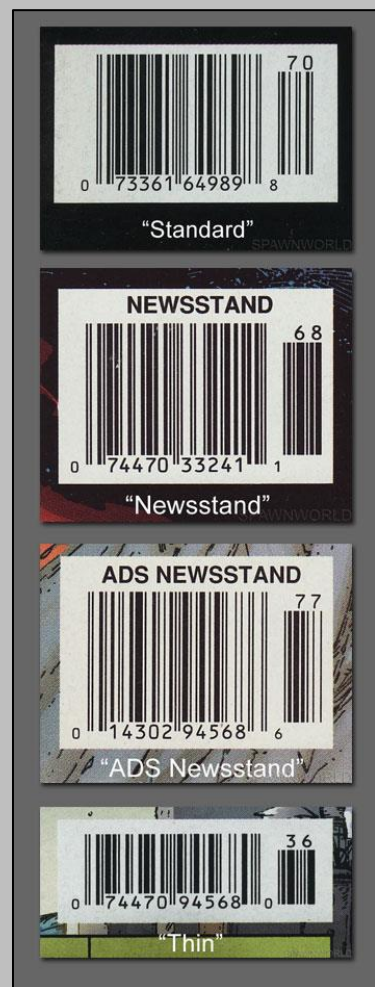 70
0 73361 64989 8
“Standard”
SPAWNWORLD
NEWSSTAND
68
0 74470 33241 1
“Newsstand”
SPAWNWORLD
ADS NEWSSTAND
77
0 14302 94568 6
“ADS Newsstand”
36
0 74470 94568 0
“Thin”